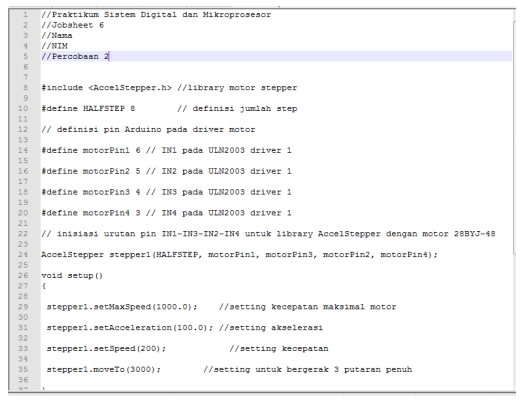 1 //Praktikum Sistem Digital dan Mikroprosesor
2 //Jobsheet 6
3 //Nama
4 //NIM
5 //Percobaan 2
6
7
8 #include <AccelStepper.h> //library motor stepper
9
10 #define HALFSTEP 8 // definisi jumlah step
11
12 // definisi pin Arduino pada driver motor
13
14 #define motorPin1 6 // IN1 pada ULN2003 driver 1
15
16 #define motorPin2 5 // IN2 pada ULN2003 driver 1
17
18 #define motorPin3 4 // IN3 pada ULN2003 driver 1
19
20 #define motorPin4 3 // IN4 pada ULN2003 driver 1
21
22 // inisiasi urutan pin IN1-IN3-IN2-IN4 untuk library AccelStepper dengan motor 28BYJ-48
23
24 AccelStepper stepper1(HALFSTEP, motorPin1, motorPin3, motorPin2, motorPin4);
25
26 void setup()
27 {
28
29 stepper1.setMaxSpeed(1000.0); //setting kecepatan maksimal motor
30
31 stepper1.setAcceleration(100.0); //setting akselerasi
32
33 stepper1.setSpeed(200); //setting kecepatan
34
35 stepper1.moveTo(3000); //setting untuk bergerak 3 putaran penuh
36